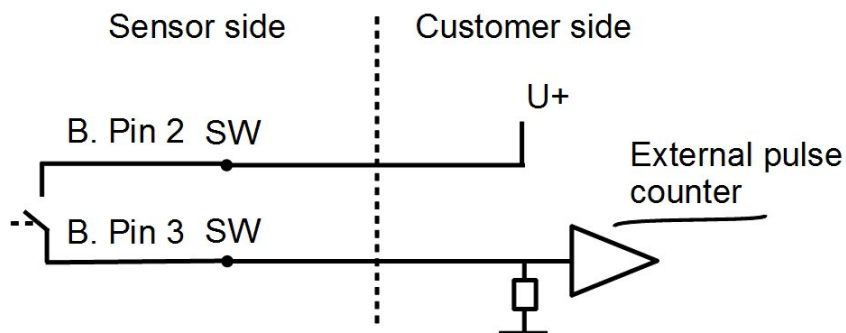 Sensor side
Customer side
U+
B. Pin 2 SW
External pulse
counter
B. Pin 3 SW